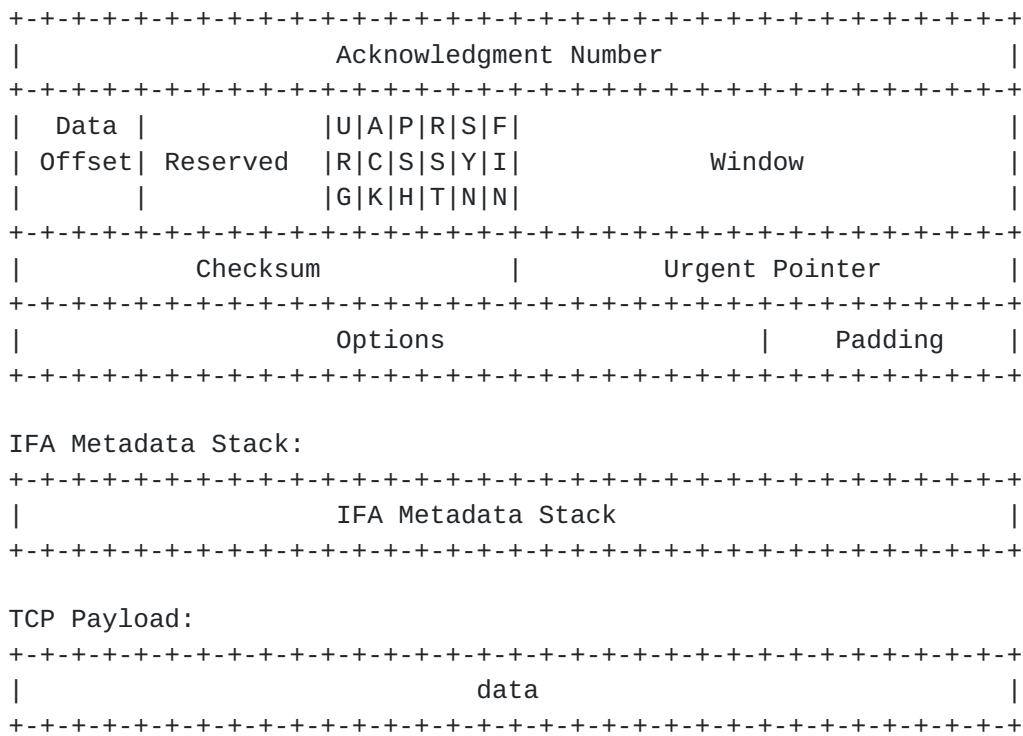 +-+-+-+-+-+-+-+-+-+-+-+-+-+-+-+-+-+-+-+-+-+-+-+-+-+-+-+-+-+-+-+-+
|                    Acknowledgment Number                      |
+-+-+-+-+-+-+-+-+-+-+-+-+-+-+-+-+-+-+-+-+-+-+-+-+-+-+-+-+-+-+-+-+
|  Data |           |U|A|P|R|S|F|                               |
| Offset| Reserved  |R|C|S|S|Y|I|            Window             |
|       |           |G|K|H|T|N|N|                               |
+-+-+-+-+-+-+-+-+-+-+-+-+-+-+-+-+-+-+-+-+-+-+-+-+-+-+-+-+-+-+-+-+
|           Checksum            |         Urgent Pointer        |
+-+-+-+-+-+-+-+-+-+-+-+-+-+-+-+-+-+-+-+-+-+-+-+-+-+-+-+-+-+-+-+-+
|                    Options                    |    Padding    |
+-+-+-+-+-+-+-+-+-+-+-+-+-+-+-+-+-+-+-+-+-+-+-+-+-+-+-+-+-+-+-+-+

IFA Metadata Stack:
+-+-+-+-+-+-+-+-+-+-+-+-+-+-+-+-+-+-+-+-+-+-+-+-+-+-+-+-+-+-+-+-+
|                    IFA Metadata Stack                         |
+-+-+-+-+-+-+-+-+-+-+-+-+-+-+-+-+-+-+-+-+-+-+-+-+-+-+-+-+-+-+-+-+

TCP Payload:
+-+-+-+-+-+-+-+-+-+-+-+-+-+-+-+-+-+-+-+-+-+-+-+-+-+-+-+-+-+-+-+-+
|                             data                              |
+-+-+-+-+-+-+-+-+-+-+-+-+-+-+-+-+-+-+-+-+-+-+-+-+-+-+-+-+-+-+-+-+